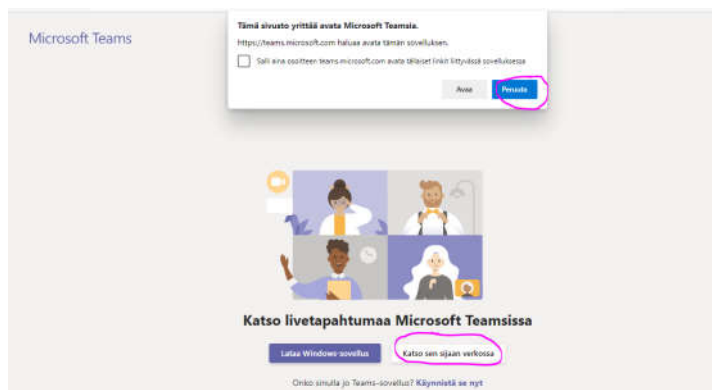 Microsoft Teams
Tämä sivusto yrittää avata Microsoft Teamsia.
https://teams.microsoft.com haluaa avata tämän sovelluksen.
Salli aina osoitteen teams.microsoft.com avata tällaiset linkit liittyvässä sovelluksessa
Avaa Peruuta
Katso livetapahtumaa Microsoft Teamsissa
Lataa Windows-sovellus Katso sen sijaan verkossa
Onko sinulla jo Teams-sovellus? Käynnistä se nyt